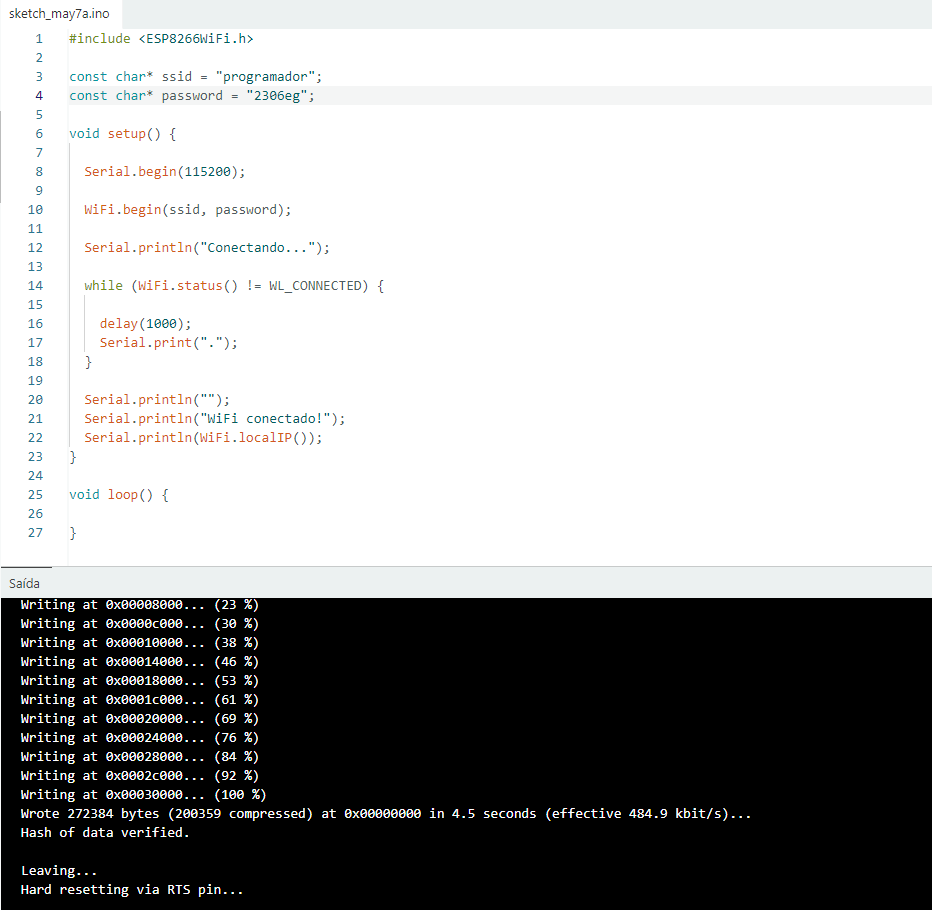 sketch_may7a.ino
1 #include <ESP8266WiFi.h>
2
3 const char* ssid = "programador";
4 const char* password = "2306eg";
5
6 void setup() {
7
8 Serial.begin(115200);
9
10 WiFi.begin(ssid, password);
11
12 Serial.println("Conectando...");
13
14 while (WiFi.status() != WL_CONNECTED) {
15
16 delay(1000);
17 Serial.print(".");
18 }
19
20 Serial.println("");
21 Serial.println("WiFi conectado!");
22 Serial.println(WiFi.localIP());
23 }
24
25 void loop() {
26
27 }
Saída
Writing at 0x00008000... (23 %)
Writing at 0x0000c000... (30 %)
Writing at 0x00010000... (38 %)
Writing at 0x00014000... (46 %)
Writing at 0x00018000... (53 %)
Writing at 0x0001c000... (61 %)
Writing at 0x00020000... (69 %)
Writing at 0x00024000... (76 %)
Writing at 0x00028000... (84 %)
Writing at 0x0002c000... (92 %)
Writing at 0x00030000... (100 %)
Wrote 272384 bytes (200359 compressed) at 0x00000000 in 4.5 seconds (effective 484.9 kbit/s)...
Hash of data verified.
Leaving...
Hard resetting via RTS pin...